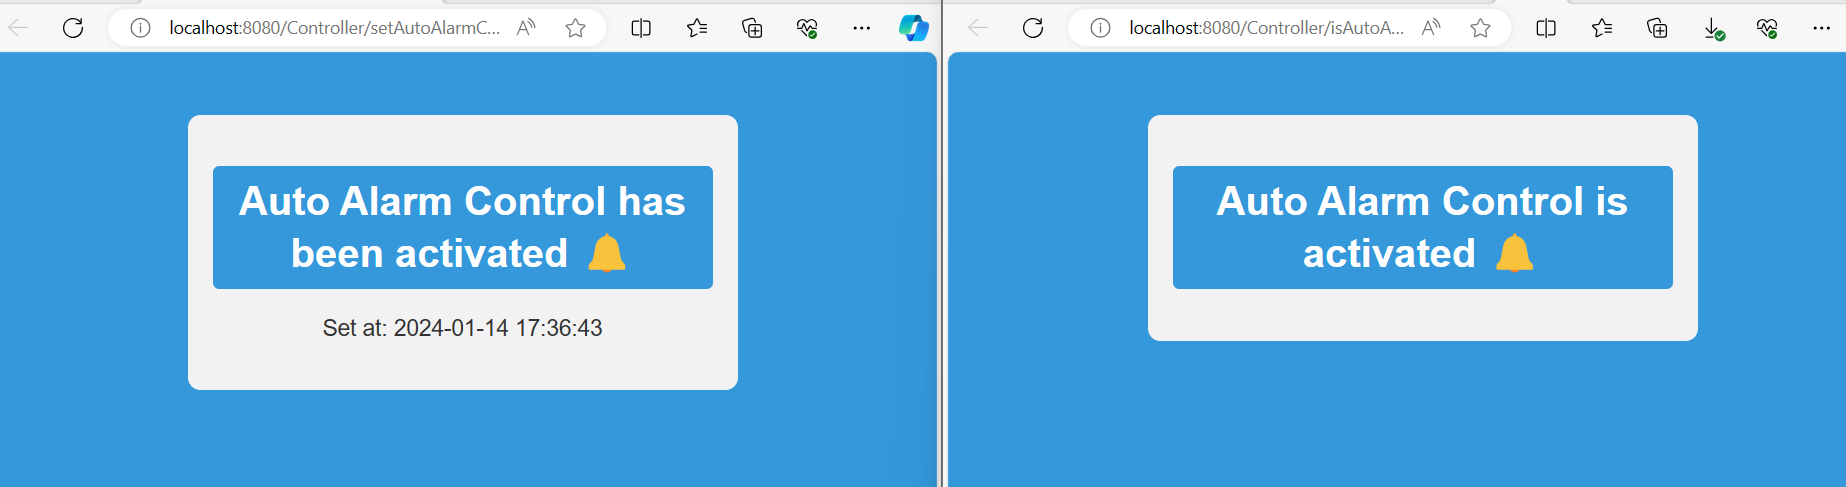 localhost:8080/Controller/setAutoAlarmC...
Auto Alarm Control has
been activated 🔔
Set at: 2024-01-14 17:36:43
localhost:8080/Controller/isAutoA...
Auto Alarm Control is
activated 🔔